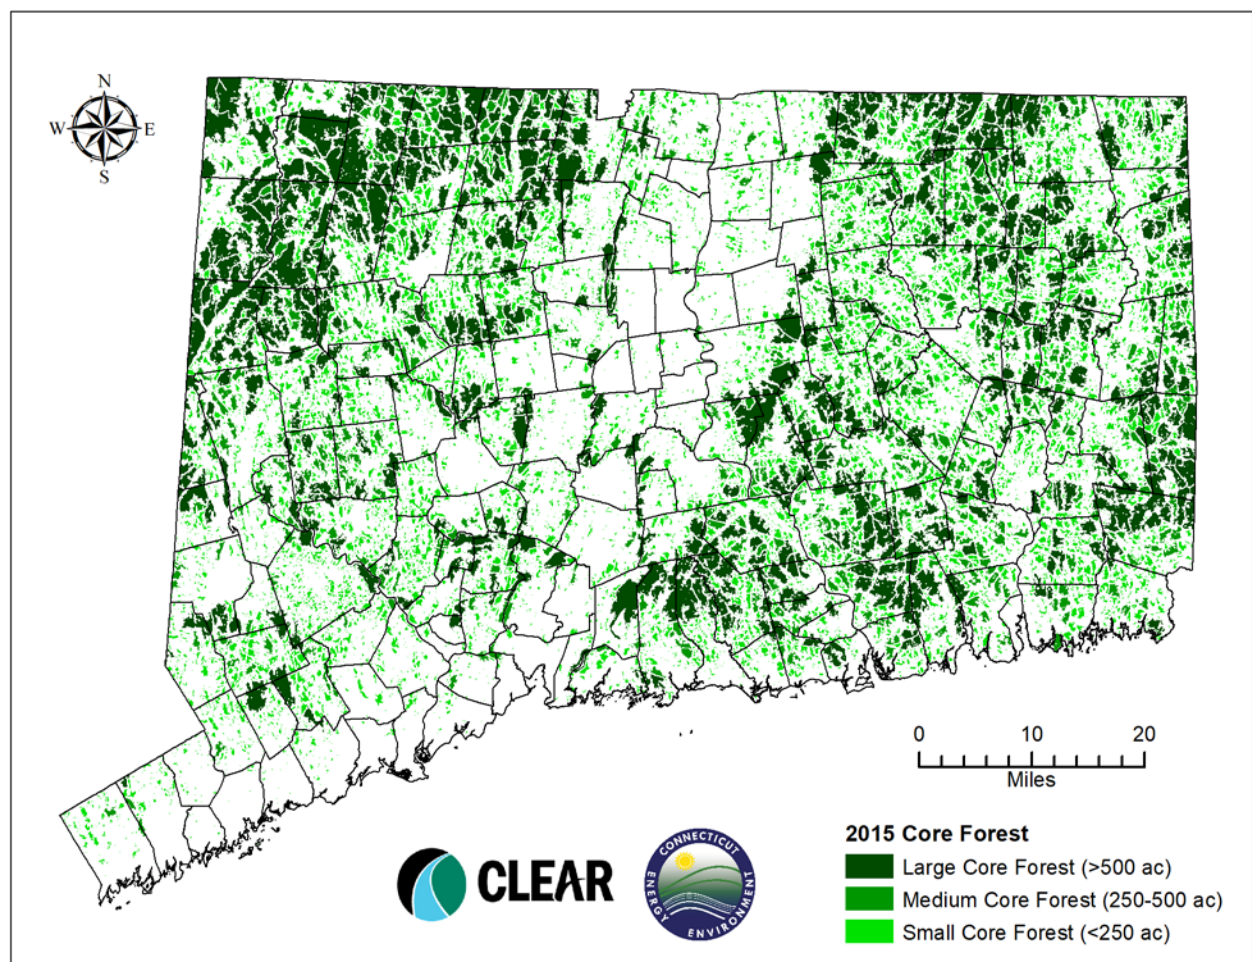 N
W E
S
0 10 20
Miles
2015 Core Forest
Large Core Forest (>500 ac)
Medium Core Forest (250-500 ac)
Small Core Forest (<250 ac)
CLEAR
CONNECTICUT
ENERGY
ENVIRONMENT